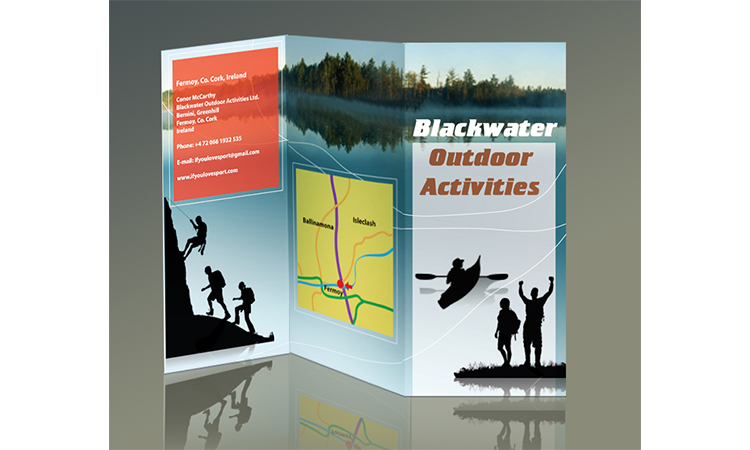 Fermoy, Co. Cork, Ireland
Conor McCarthy
Blackwater Outdoor Activities Ltd.
Bernini, Greenhill
Fermoy, Co. Cork
Ireland
Phone: +4 72 066 1932 535
E-mail: ifyoulovesport@gmail.com
www.ifyoulovesport.com
Ballinamona
Isleclash
Fermoy
Blackwater
Outdoor
Activities